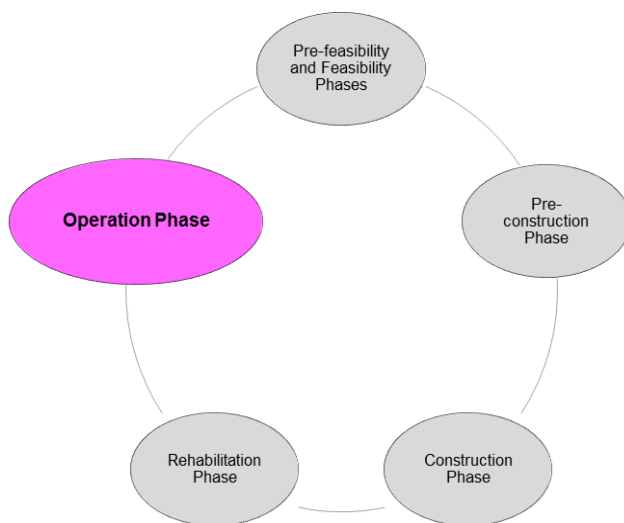 Pre-feasibility
and Feasibility
Phases
Pre-
construction
Phase
Construction
Phase
Rehabilitation
Phase
Operation Phase